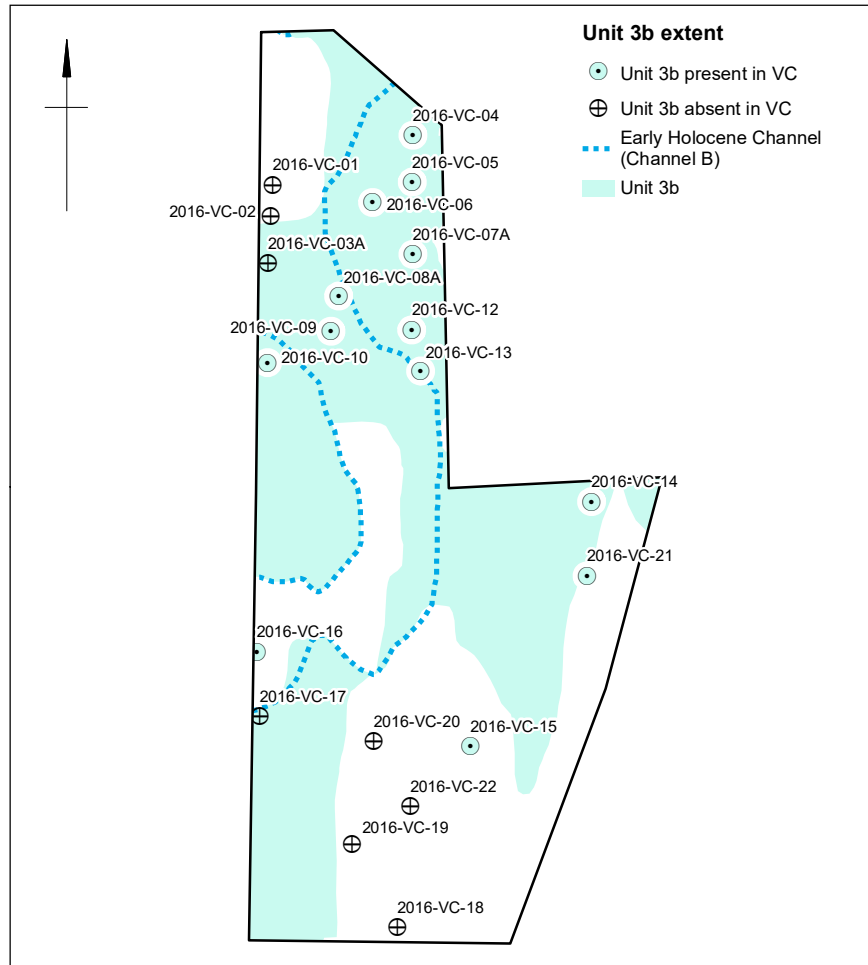 Unit 3b extent
Unit 3b present in VC
Unit 3b absent in VC
Early Holocene Channel
(Channel B)
Unit 3b
2016-VC-04
2016-VC-01
2016-VC-05
2016-VC-02
2016-VC-06
2016-VC-03A
2016-VC-07A
2016-VC-08A
2016-VC-09
2016-VC-12
2016-VC-10
2016-VC-13
2016-VC-14
2016-VC-21
2016-VC-16
2016-VC-17
2016-VC-20
2016-VC-15
2016-VC-22
2016-VC-19
2016-VC-18